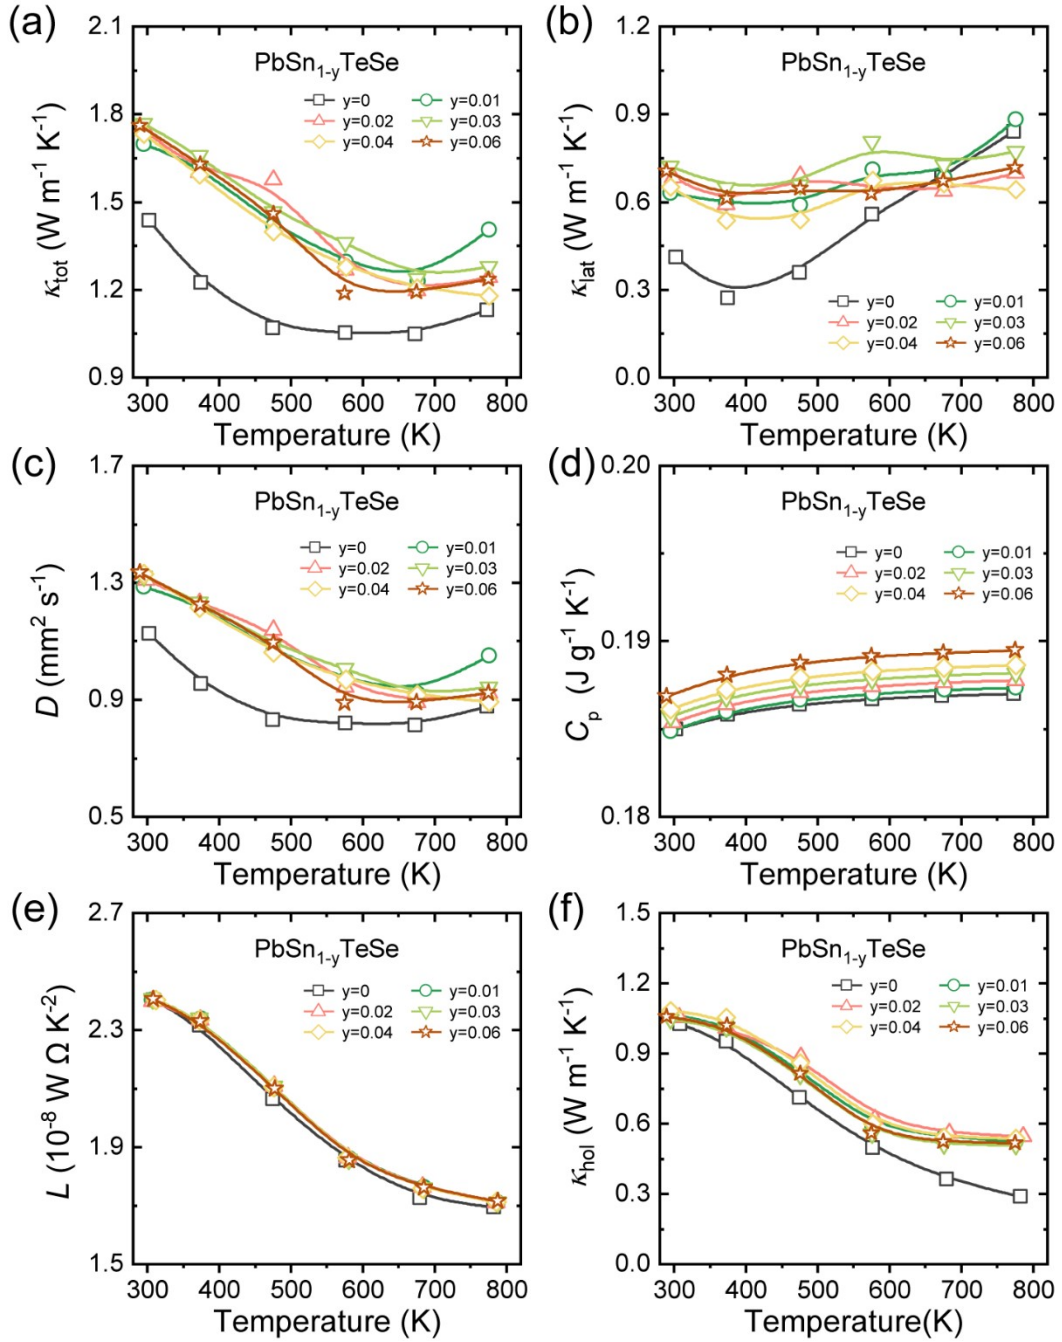 (a)
2.1
1.8
1.5
1.2
0.9
κtot (W m⁻¹ K⁻¹)
PbSn₁₋yTeSe
y=0 y=0.01
y=0.02 y=0.03
y=0.04 y=0.06
300 400 500 600 700 800
Temperature (K)
(b)
1.2
0.9
0.6
0.3
0.0
κlat (W m⁻¹ K⁻¹)
PbSn₁₋yTeSe
y=0 y=0.01
y=0.02 y=0.03
y=0.04 y=0.06
300 400 500 600 700 800
Temperature (K)
(c)
1.7
1.3
0.9
0.5
D (mm² s⁻¹)
PbSn₁₋yTeSe
y=0 y=0.01
y=0.02 y=0.03
y=0.04 y=0.06
300 400 500 600 700 800
Temperature (K)
(d)
0.20
0.19
0.18
Cp (J g⁻¹ K⁻¹)
PbSn₁₋yTeSe
y=0 y=0.01
y=0.02 y=0.03
y=0.04 y=0.06
300 400 500 600 700 800
Temperature (K)
(e)
2.7
2.3
1.9
1.5
L (10⁻⁸ W Ω K⁻²)
PbSn₁₋yTeSe
y=0 y=0.01
y=0.02 y=0.03
y=0.04 y=0.06
300 400 500 600 700 800
Temperature (K)
(f)
1.5
1.2
0.9
0.6
0.3
0.0
κhol (W m⁻¹ K⁻¹)
PbSn₁₋yTeSe
y=0 y=0.01
y=0.02 y=0.03
y=0.04 y=0.06
300 400 500 600 700 800
Temperature(K)